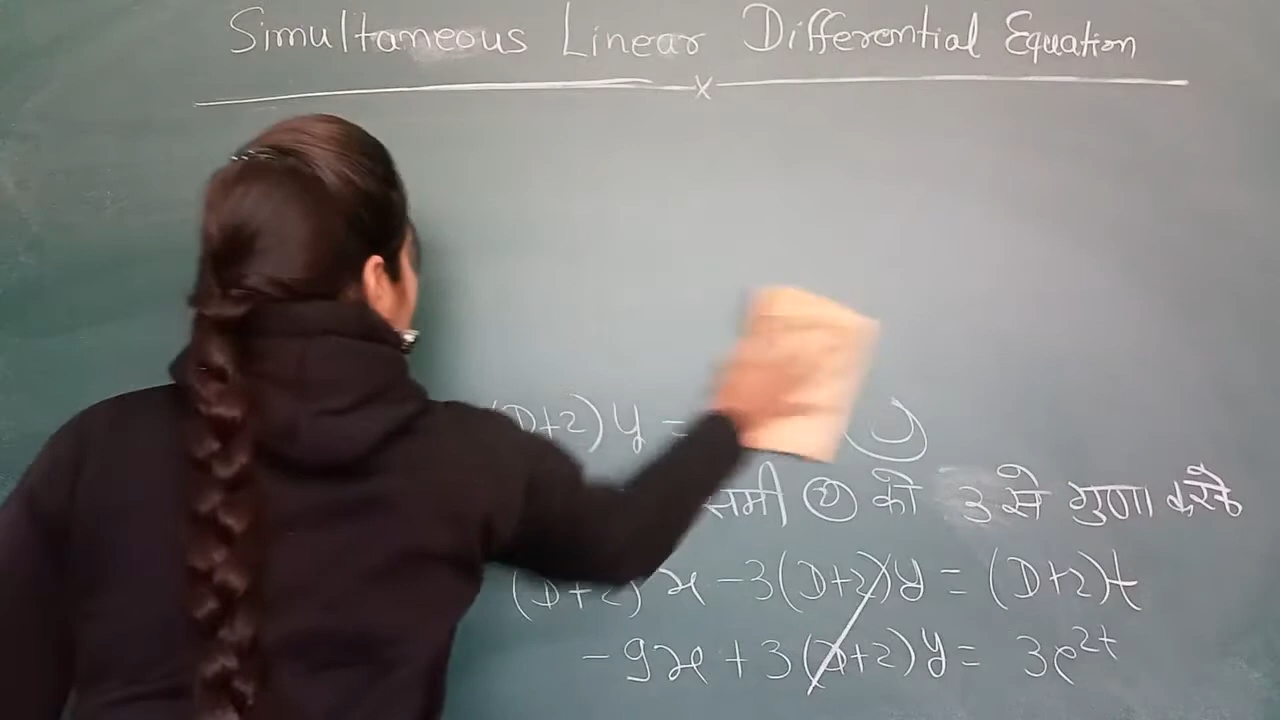 Simultaneous Linear Differential Equation
x
(D+2)y =
समी ② को 3 से गुणा करके
(D+2) x - 3(D+2)y = (D+2)t
- 9x + 3(D+2)y = 3e^{2t}